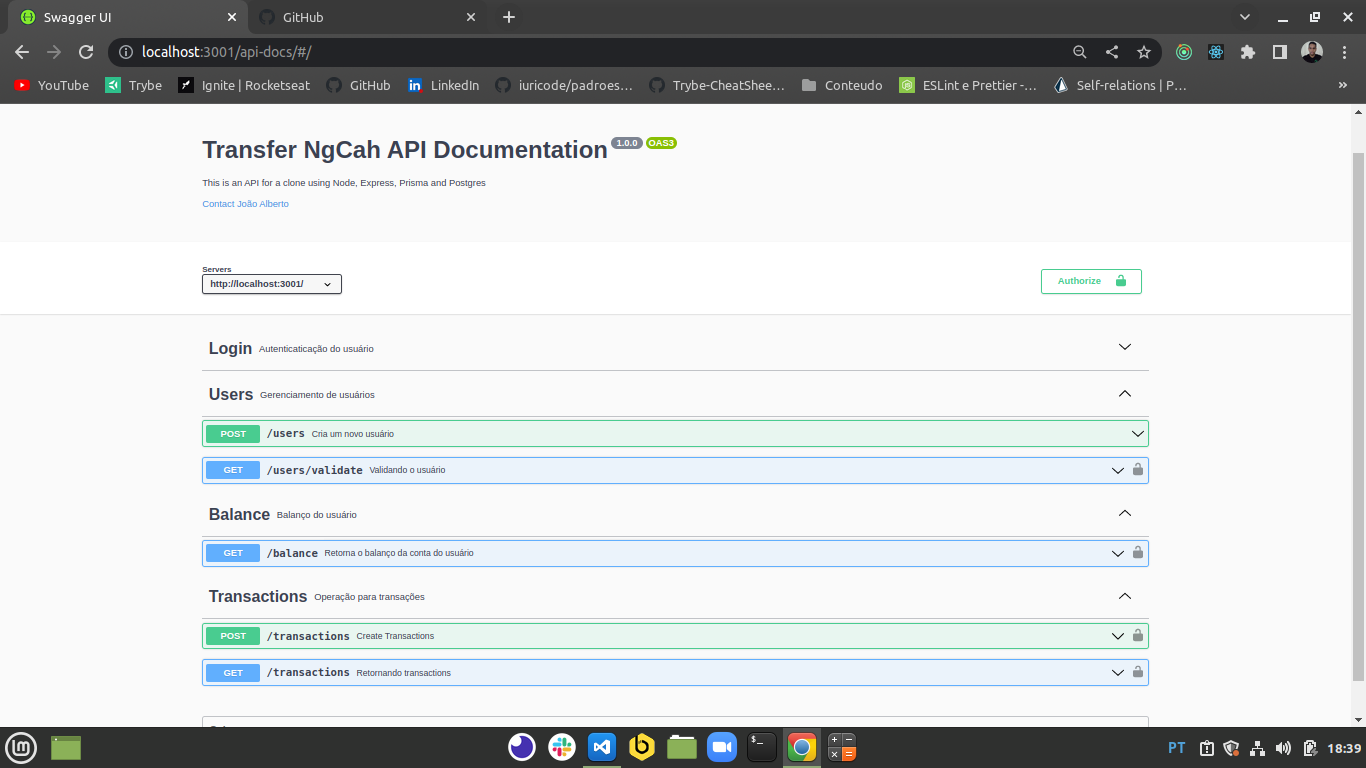 Swagger UI
GitHub
localhost:3001/api-docs/#/
YouTube
Trybe
Ignite | Rocketseat
GitHub
LinkedIn
iuricode/padroes...
Trybe-CheatShee...
Conteudo
ESLint e Prettier -...
Self-relations | P...
»
Transfer NgCah API Documentation 1.0.0 OAS3
This is an API for a clone using Node, Express, Prisma and Postgres
Contact João Alberto
Servers
http://localhost:3001/
Authorize
Login Autenticaticação do usuário
Users Gerenciamento de usuários
POST /users Cria um novo usuário
GET /users/validate Validando o usuário
Balance Balanço do usuário
GET /balance Retorna o balanço da conta do usuário
Transactions Operação para transações
POST /transactions Create Transactions
GET /transactions Retornando transactions
PT
18:39